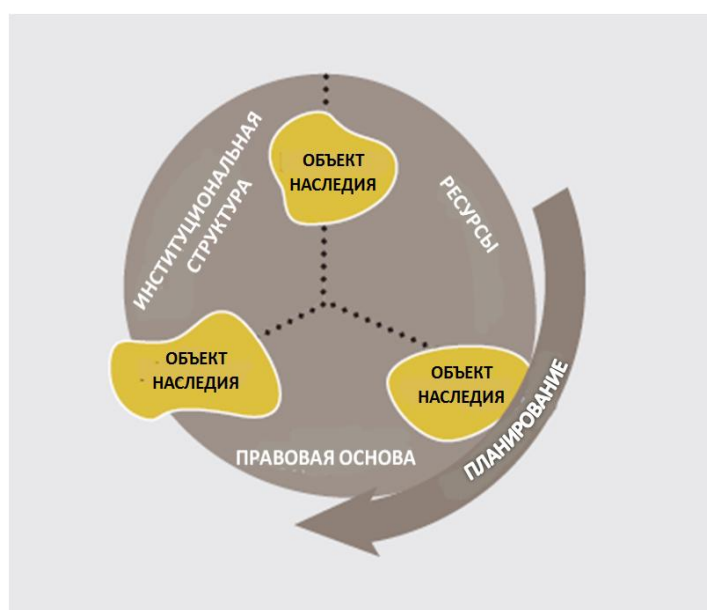 ИНСТИТУЦИОНАЛЬНАЯ
СТРУКТУРА
ОБЪЕКТ
НАСЛЕДИЯ
РЕСУРСЫ
ОБЪЕКТ
НАСЛЕДИЯ
ОБЪЕКТ
НАСЛЕДИЯ
ПЛАНИРОВАНИЕ
ПРАВОВАЯ ОСНОВА